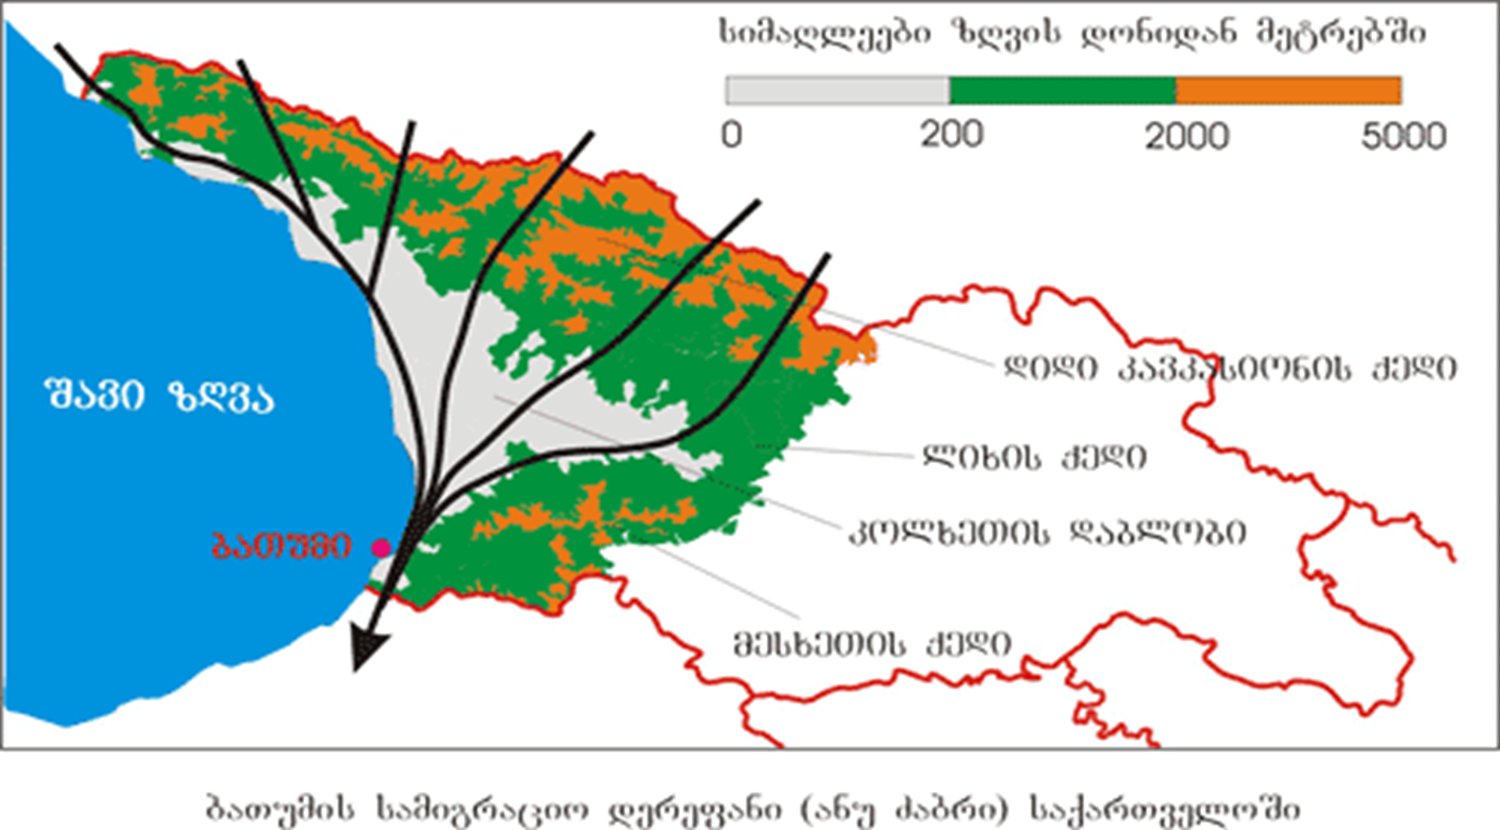 სიმაღლეები ზღვის დონიდან მეტრებში
0 200 2000 5000
დიდი კავკასიონის ქედი
შავი ზღვა
ლიხის ქედი
კოლხეთის დაბლობი
ბათუმი
მესხეთის ქედი
ბათუმის სამიგრაციო დერეფანი (ანუ ძაბრი) საქართველოში